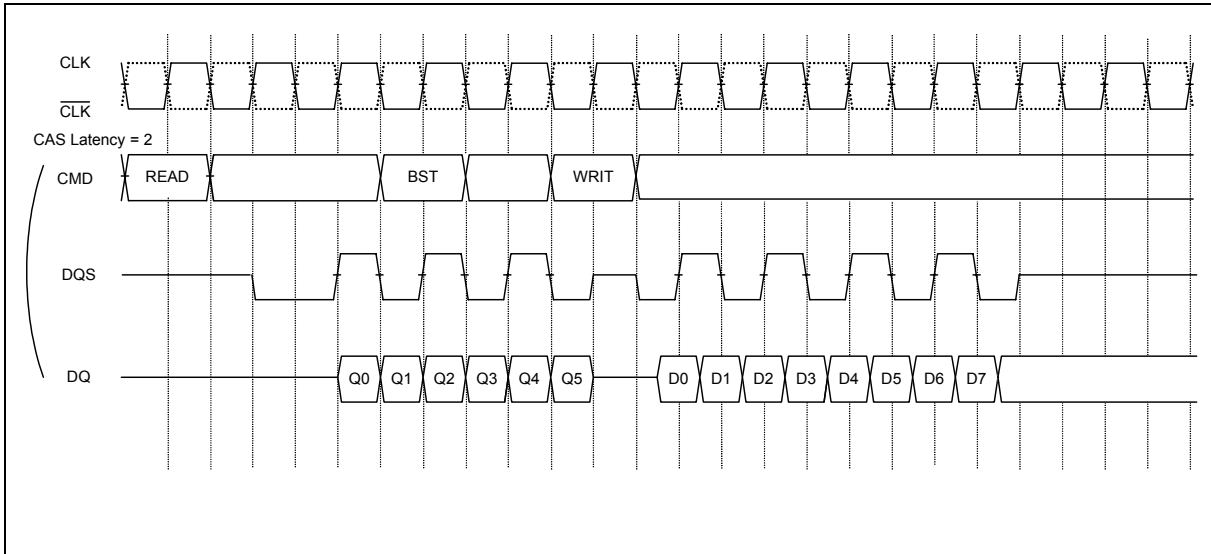 CLK
CLK
CAS Latency = 2
CMD READ BST WRIT
DQS
DQ Q0 Q1 Q2 Q3 Q4 Q5 D0 D1 D2 D3 D4 D5 D6 D7